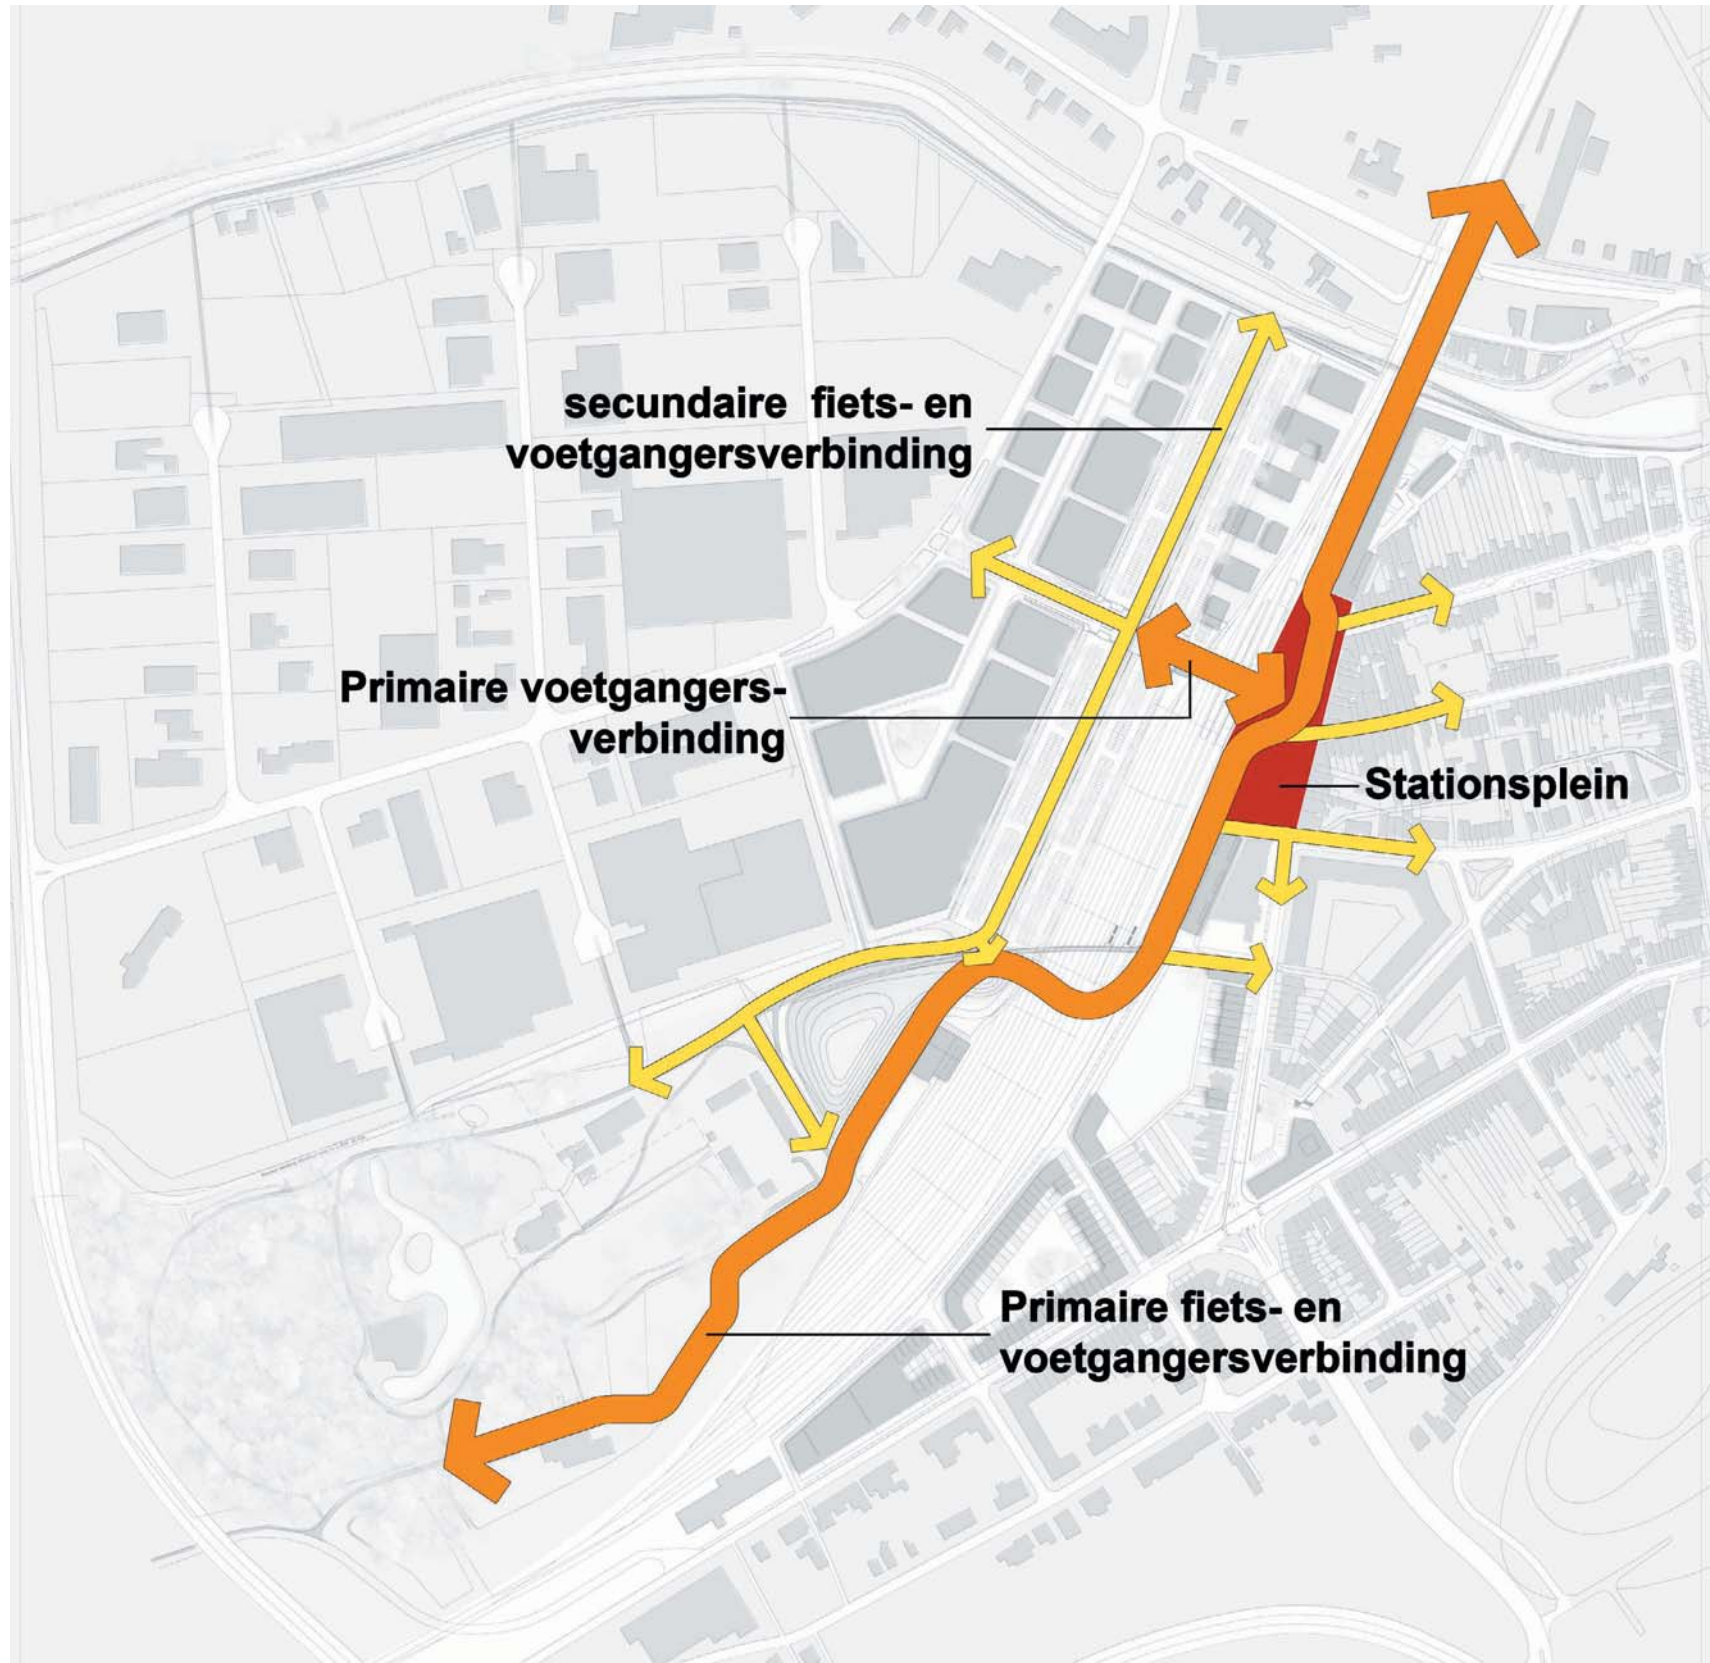 secundaire fiets- en
voetgangersverbinding
Primaire voetgangers-
verbinding
Stationsplein
Primaire fiets- en
voetgangersverbinding